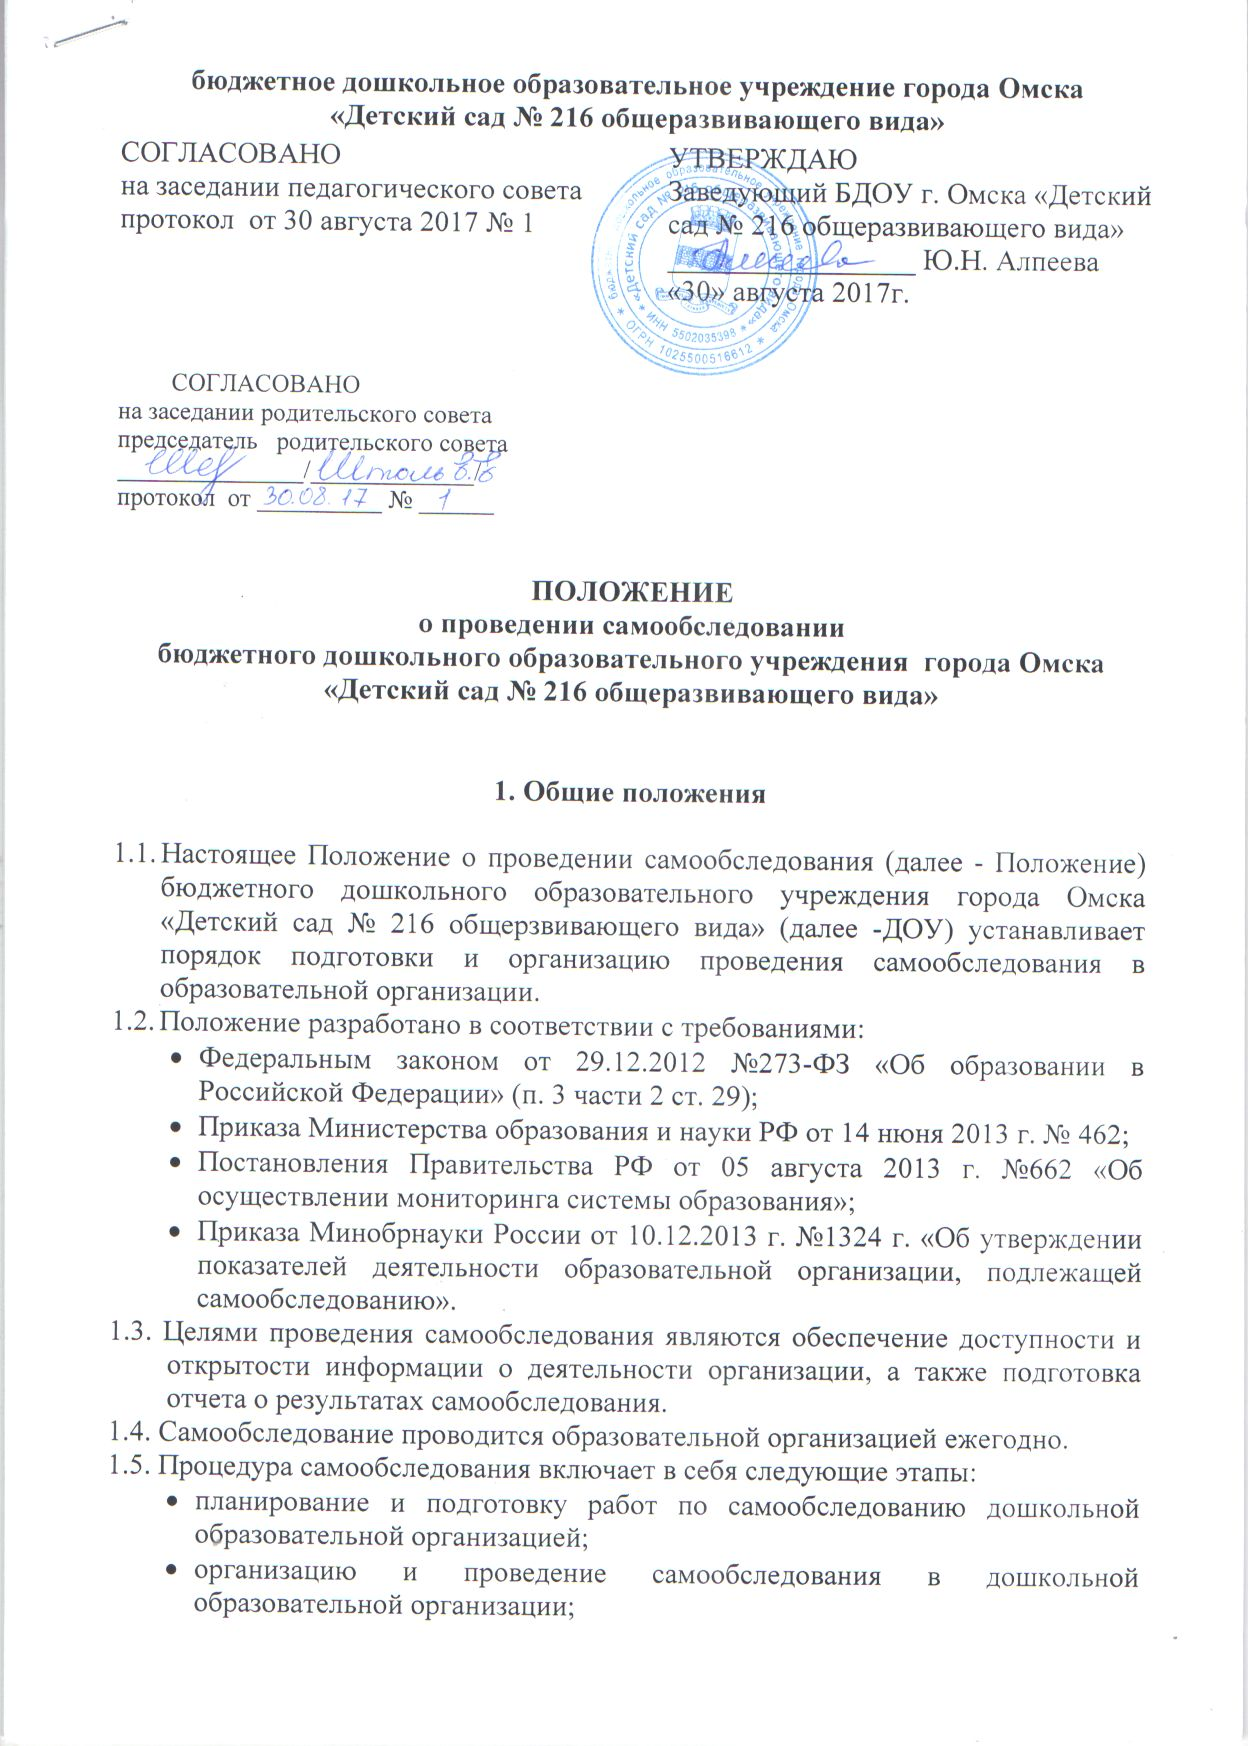 бюджетное дошкольное образовательное учреждение города Омска
«Детский сад № 216 общеразвивающего вида»
СОГЛАСОВАНО
на заседании педагогического совета
протокол от 30 августа 2017 № 1
УТВЕРЖДАЮ
Заведующий БДОУ г. Омска «Детский
сад № 216 общеразвивающего вида»
Ю.Н. Алпеева
«30» августа 2017г.
ИНН 5502035398
ОГРН 1025500516612
СОГЛАСОВАНО
на заседании родительского совета
председатель родительского совета
/ Штоль
протокол от 30.08.17 № 1
ПОЛОЖЕНИЕ
о проведении самообследовании
бюджетного дошкольного образовательного учреждения города Омска
«Детский сад № 216 общеразвивающего вида»
1. Общие положения
1.1. Настоящее Положение о проведении самообследования (далее - Положение)
бюджетного дошкольного образовательного учреждения города Омска
«Детский сад № 216 общерзвивающего вида» (далее -ДОУ) устанавливает
порядок подготовки и организацию проведения самообследования в
образовательной организации.
1.2. Положение разработано в соответствии с требованиями:
• Федеральным законом от 29.12.2012 №273-ФЗ «Об образовании в
Российской Федерации» (п. 3 части 2 ст. 29);
• Приказа Министерства образования и науки РФ от 14 июня 2013 г. № 462;
• Постановления Правительства РФ от 05 августа 2013 г. №662 «Об
осуществлении мониторинга системы образования»;
• Приказа Минобрнауки России от 10.12.2013 г. №1324 г. «Об утверждении
показателей деятельности образовательной организации, подлежащей
самообследованию».
1.3. Целями проведения самообследования являются обеспечение доступности и
открытости информации о деятельности организации, а также подготовка
отчета о результатах самообследования.
1.4. Самообследование проводится образовательной организацией ежегодно.
1.5. Процедура самообследования включает в себя следующие этапы:
• планирование и подготовку работ по самообследованию дошкольной
образовательной организацией;
• организацию и проведение самообследования в дошкольной
образовательной организации;